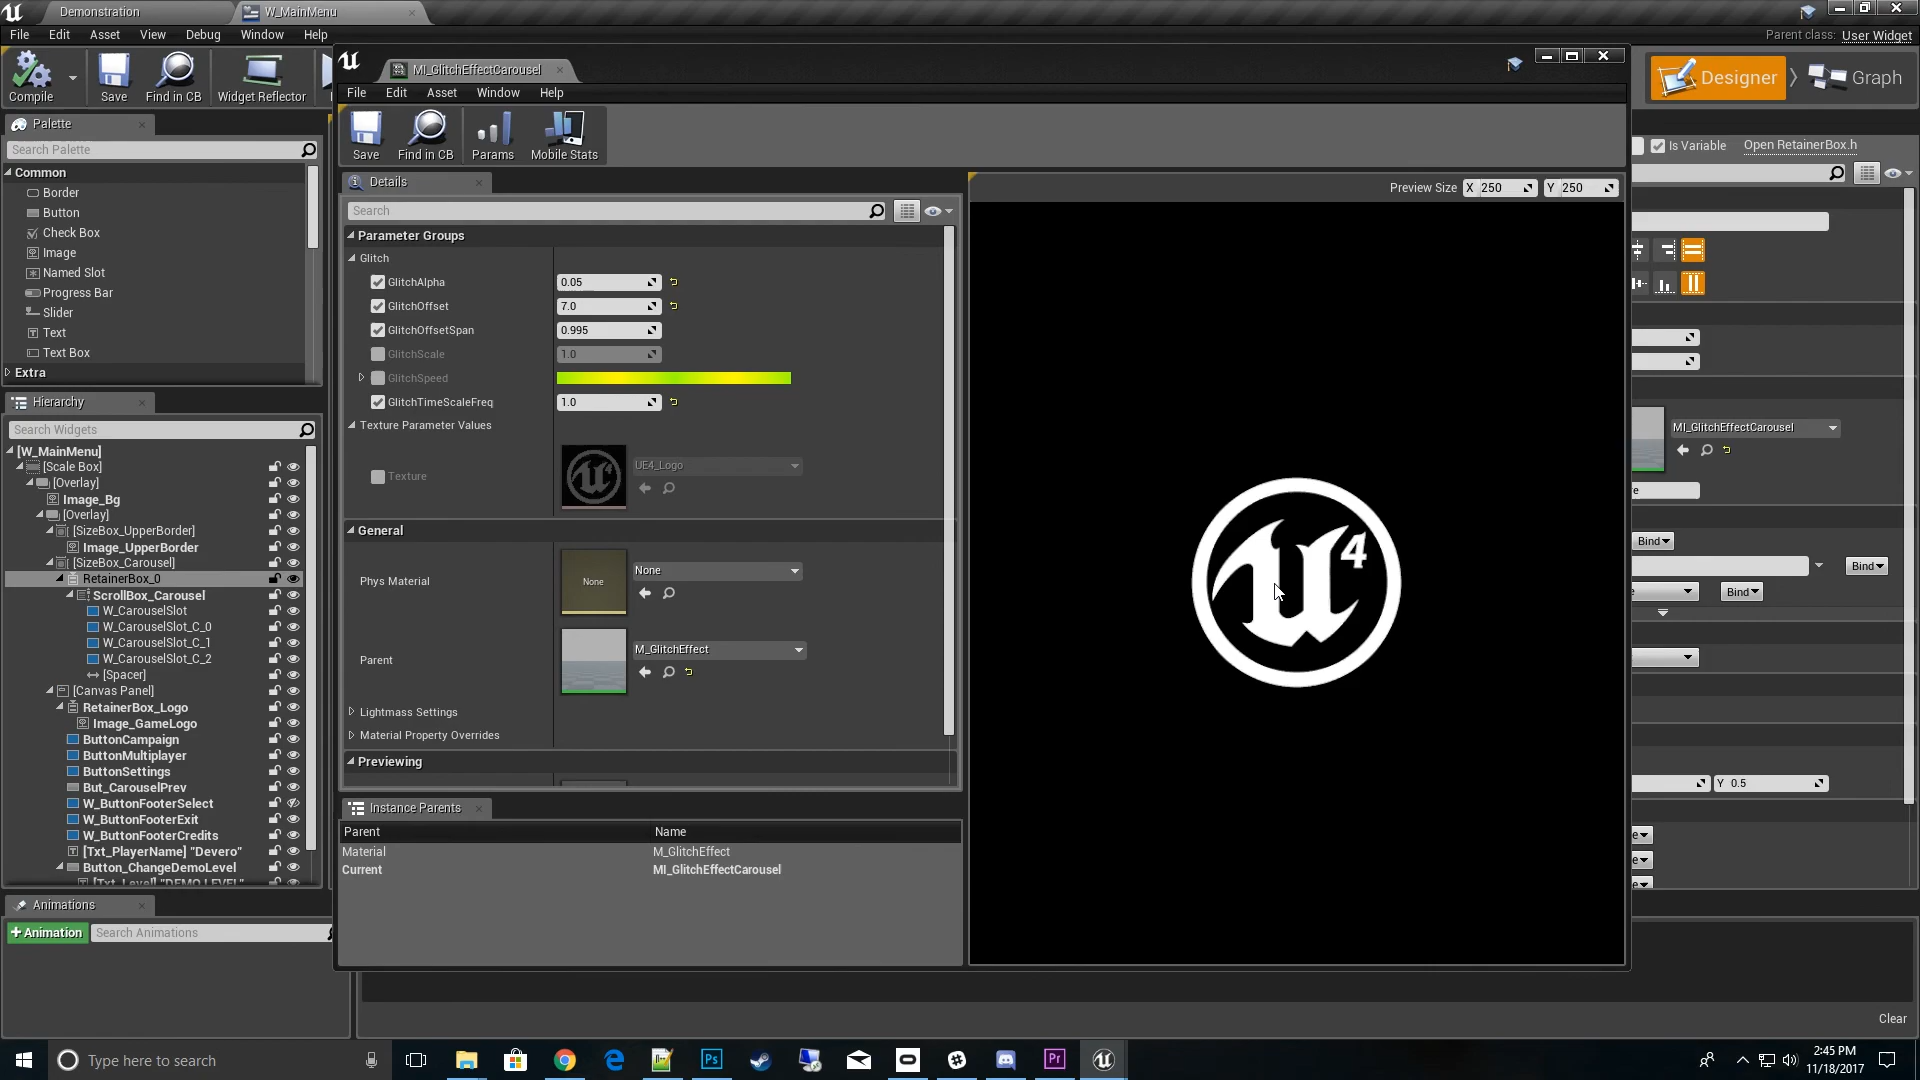 Demonstration
W_MainMenu
File Edit Asset View Debug Window Help
Parent class: User Widget
Compile
Save
Find in CB
Widget Reflector
Designer
Graph
Palette
Search Palette
Common
Border
Button
Check Box
Image
Named Slot
Progress Bar
Slider
Text
Text Box
Extra
Hierarchy
Search Widgets
[W_MainMenu]
[Scale Box]
[Overlay]
Image_Bg
[Overlay]
[SizeBox_UpperBorder]
Image_UpperBorder
[SizeBox_Carousel]
RetainerBox_0
ScrollBox_Carousel
W_CarouselSlot
W_CarouselSlot_C_0
W_CarouselSlot_C_1
W_CarouselSlot_C_2
[Spacer]
[Canvas Panel]
RetainerBox_Logo
Image_GameLogo
ButtonCampaign
ButtonMultiplayer
ButtonSettings
But_CarouselPrev
W_ButtonFooterSelect
W_ButtonFooterExit
W_ButtonFooterCredits
[Txt_PlayerName] "Devero"
Button_ChangeDemoLevel
[Txt_Level] "DEMO LEVEL"
Animations
+Animation
Search Animations
MI_GlitchEffectCarousel
File Edit Asset Window Help
Save
Find in CB
Params
Mobile Stats
Details
Search
Parameter Groups
Glitch
GlitchAlpha 0.05
GlitchOffset 7.0
GlitchOffsetSpan 0.995
GlitchScale 1.0
GlitchSpeed
GlitchTimeScaleFreq 1.0
Texture Parameter Values
Texture
UE4_Logo
General
Phys Material
None
None
Parent
M_GlitchEffect
Lightmass Settings
Material Property Overrides
Previewing
Instance Parents
Parent Name
Material M_GlitchEffect
Current MI_GlitchEffectCarousel
Preview Size X 250 Y 250
4
Is Variable
Open RetainerBox.h
MI_GlitchEffectCarousel
Bind
Bind
Bind
Y 0.5
Clear
Type here to search
2:45 PM
11/18/2017